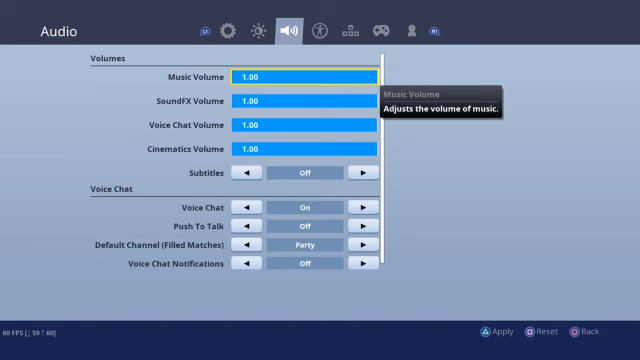 Audio
L1
R1
Volumes
Music Volume 1.00
Music Volume
Adjusts the volume of music.
SoundFX Volume 1.00
Voice Chat Volume 1.00
Cinematics Volume 1.00
Subtitles Off
Voice Chat
Voice Chat On
Push To Talk Off
Default Channel (Filled Matches) Party
Voice Chat Notifications Off
60 FPS [↓ 59 ↑ 60]
Apply Reset Back